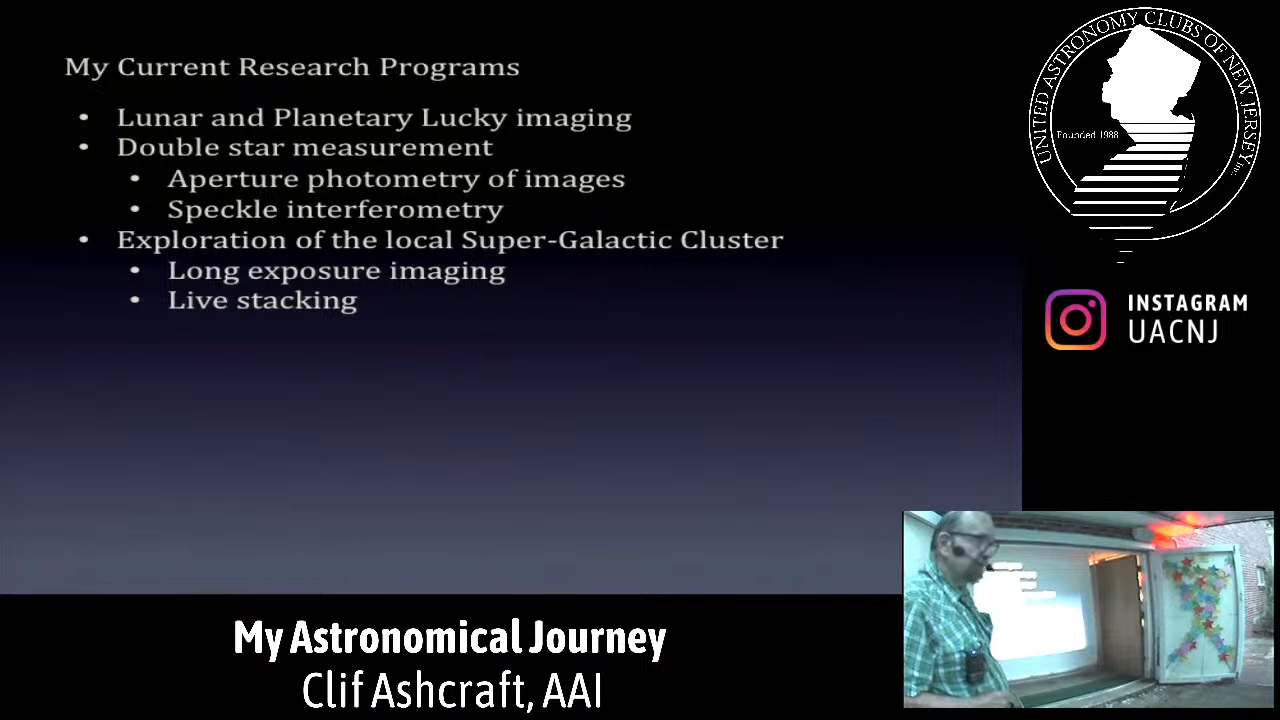 My Current Research Programs
• Lunar and Planetary Lucky imaging
• Double star measurement
• Aperture photometry of images
• Speckle interferometry
• Exploration of the local Super-Galactic Cluster
• Long exposure imaging
• Live stacking
UNITED ASTRONOMY CLUBS OF NEW JERSEY Inc.
Founded 1988
INSTAGRAM
UACNJ
My Astronomical Journey
Clif Ashcraft, AAI